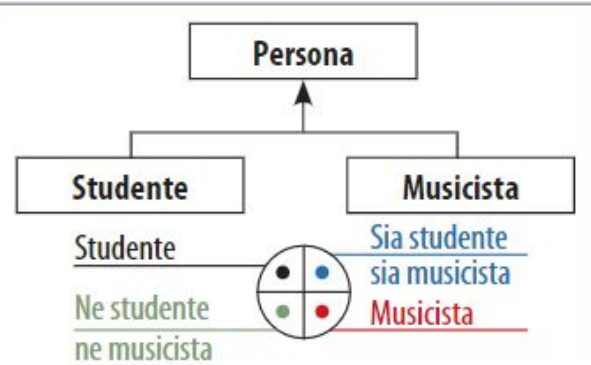 Persona
Studente
Musicista
Studente
Sia studente
sia musicista
Ne studente
ne musicista
Musicista